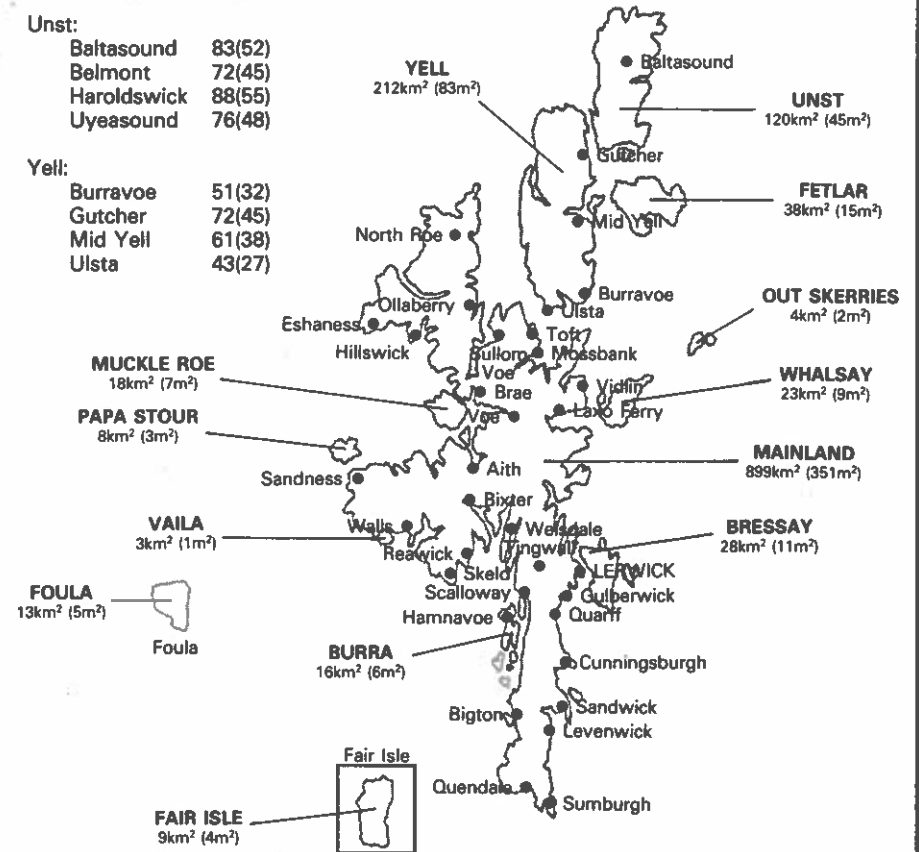 Unst:
Baltasound 83(52)
Belmont 72(45)
Haroldswick 88(55)
Uyeasound 76(48)
Yell:
Burravoe 51(32)
Gutcher 72(45)
Mid Yell 61(38)
Ulsta 43(27)
YELL
212km² (83m²)
Baltasound
UNST
120km² (45m²)
Gutcher
FETLAR
38km² (15m²)
Mid Yell
North Roe
Burravoe
OUT SKERRIES
4km² (2m²)
Ollaberry
Ulsta
Eshaness
Toft
Hillswick
Sullom
Voe
Mossbank
MUCKLE ROE
18km² (7m²)
Brae
Vidlin
WHALSAY
23km² (9m²)
Voe
Laxo Ferry
PAPA STOUR
8km² (3m²)
MAINLAND
899km² (351m²)
Aith
Sandness
Bixter
VAILA
3km² (1m²)
Walls
Weisdale
BRESSAY
28km² (11m²)
Tingwall
Reawick
Skeld
LERWICK
FOULA
13km² (5m²)
Scalloway
Gulberwick
Hamnavoe
Quarff
Foula
BURRA
16km² (6m²)
Cunningsburgh
Bigton
Sandwick
Levenwick
Fair Isle
Quendale
Sumburgh
FAIR ISLE
9km² (4m²)